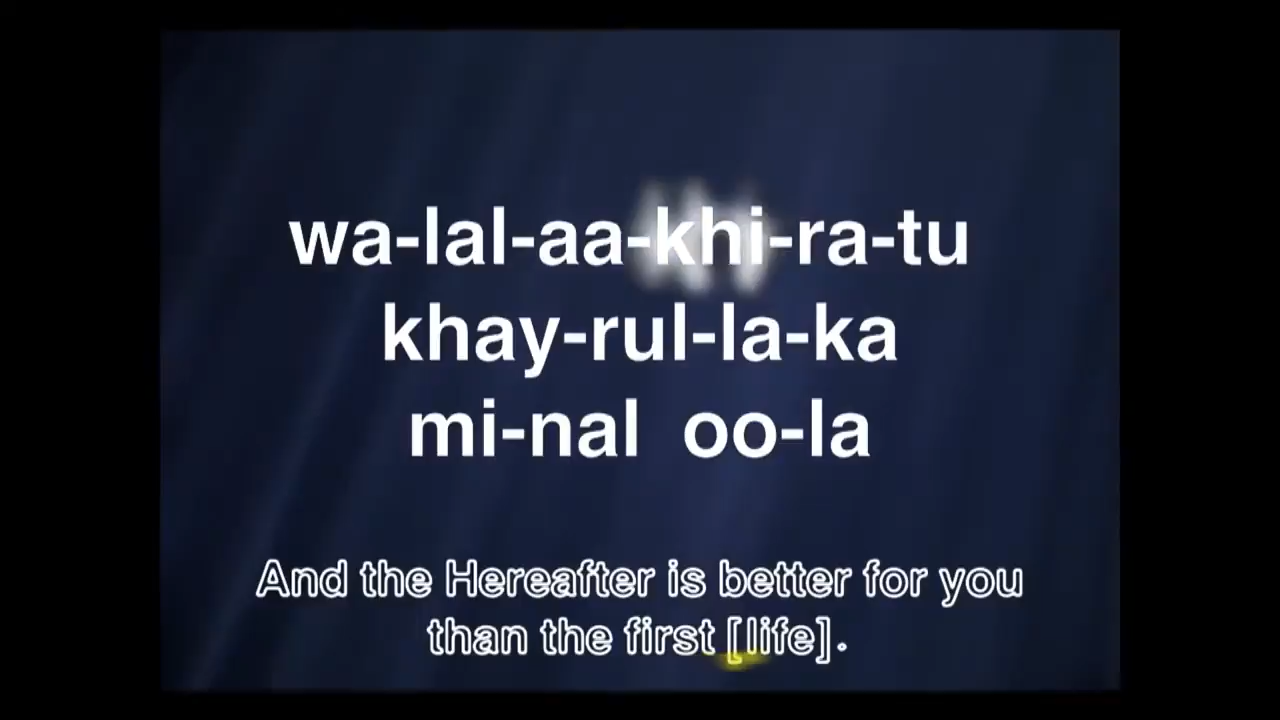 wa-lal-aa-khi-ra-tu
khay-rul-la-ka
mi-nal oo-la
And the Hereafter is better for you
than the first [life].